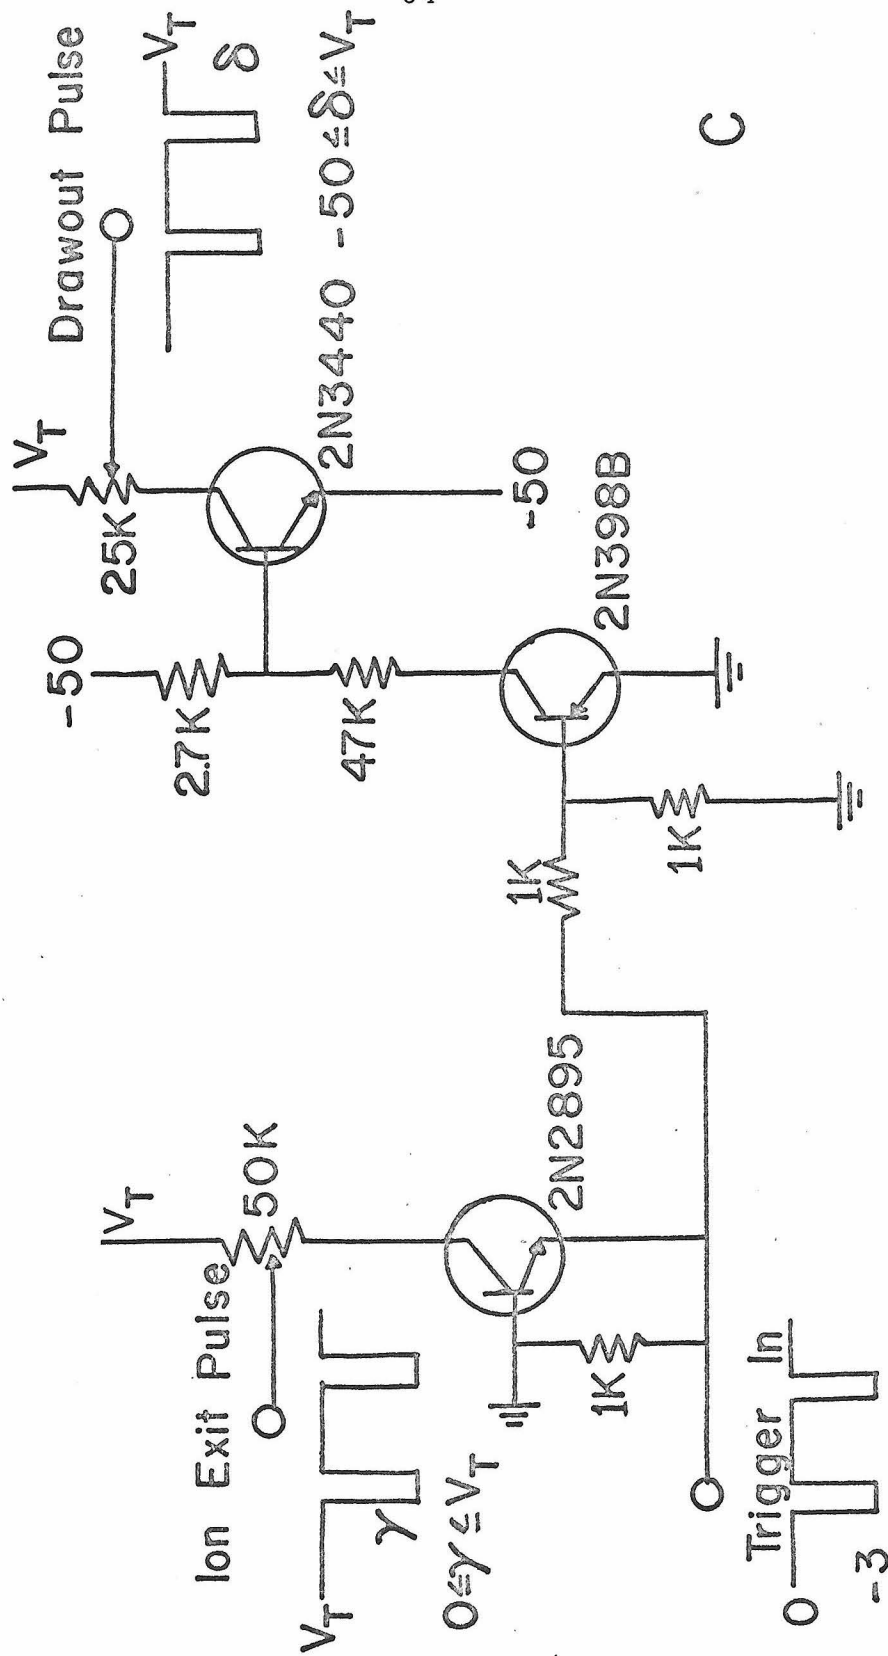 Ion Exit Pulse
V_T
γ
0≤γ≤V_T
V_T
50K
2N2895
1K
Trigger In
0
-3
-50
2.7K
47K
1K
1K
2N398B
V_T
25K
2N3440
-50
Drawout Pulse
V_T
δ
-50≤δ≤V_T
C